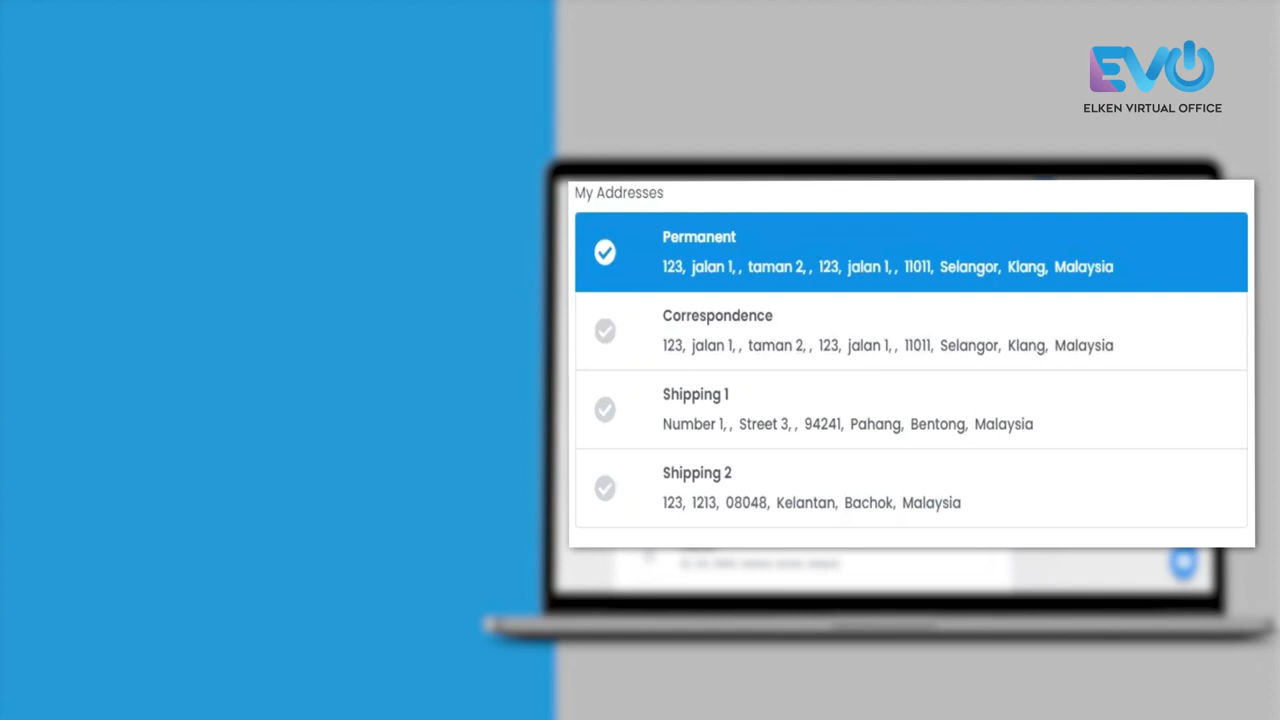 EVO
ELKEN VIRTUAL OFFICE
My Addresses
Permanent
123, jalan 1, , taman 2, , 123, jalan 1, , 11011, Selangor, Klang, Malaysia
Correspondence
123, jalan 1, , taman 2, , 123, jalan 1, , 11011, Selangor, Klang, Malaysia
Shipping 1
Number 1, , Street 3, , 94241, Pahang, Bentong, Malaysia
Shipping 2
123, 1213, 08048, Kelantan, Bachok, Malaysia